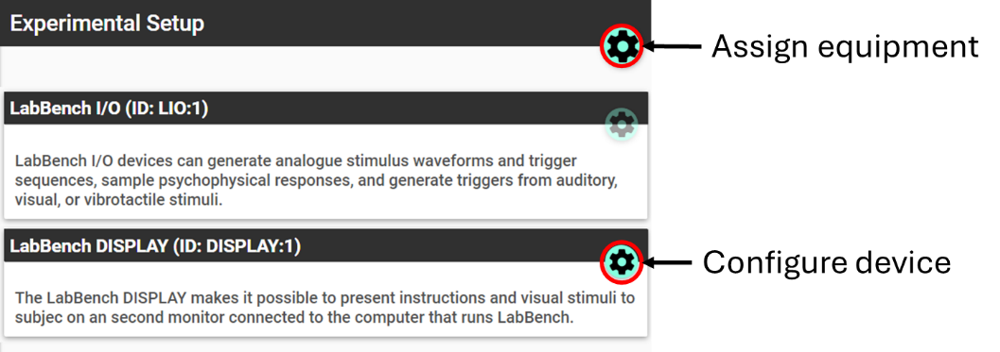 Experimental Setup
Assign equipment
LabBench I/O (ID: LIO:1)
LabBench I/O devices can generate analogue stimulus waveforms and trigger
sequences, sample psychophysical responses, and generate triggers from auditory,
visual, or vibrotactile stimuli.
LabBench DISPLAY (ID: DISPLAY:1)
Configure device
The LabBench DISPLAY makes it possible to present instructions and visual stimuli to
subjec on an second monitor connected to the computer that runs LabBench.